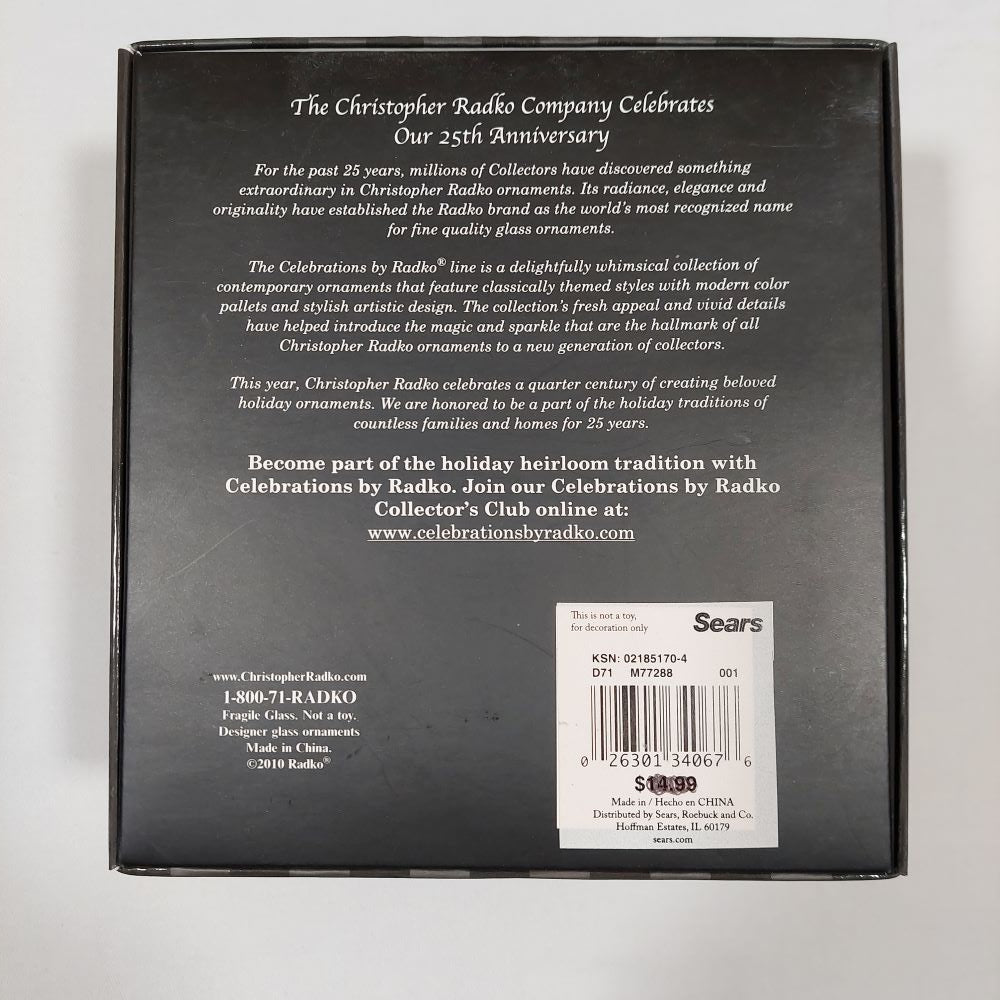 The Christopher Radko Company Celebrates
Our 25th Anniversary
For the past 25 years, millions of Collectors have discovered something
extraordinary in Christopher Radko ornaments. Its radiance, elegance and
originality have established the Radko brand as the world's most recognized name
for fine quality glass ornaments.
The Celebrations by Radko® line is a delightfully whimsical collection of
contemporary ornaments that feature classically themed styles with modern color
pallets and stylish artistic design. The collection's fresh appeal and vivid details
have helped introduce the magic and sparkle that are the hallmark of all
Christopher Radko ornaments to a new generation of collectors.
This year, Christopher Radko celebrates a quarter century of creating beloved
holiday ornaments. We are honored to be a part of the holiday traditions of
countless families and homes for 25 years.
Become part of the holiday heirloom tradition with
Celebrations by Radko. Join our Celebrations by Radko
Collector's Club online at:
www.celebrationsbyradko.com
www.ChristopherRadko.com
1-800-71-RADKO
Fragile Glass. Not a toy.
Designer glass ornaments
Made in China.
©2010 Radko®
This is not a toy,
for decoration only
Sears
KSN: 02185170-4
D71 M77288 001
0 26301 34067 6
$14.99
Made in / Hecho en CHINA
Distributed by Sears, Roebuck and Co.
Hoffman Estates, IL 60179
sears.com